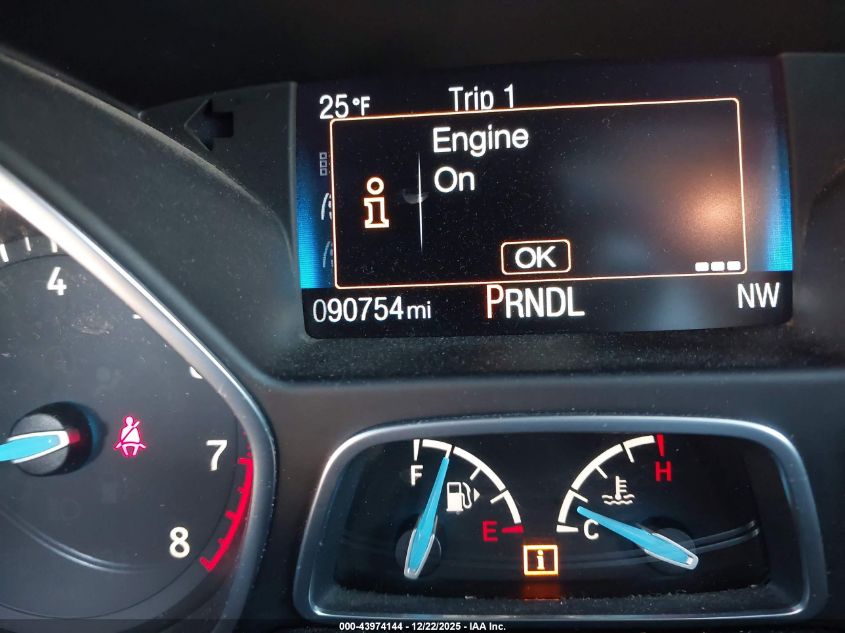 25°F Trip 1
Engine
On
i
OK
090754mi PRNDL NW
4
7
8
F
E
H
C
i
000-43974144 - 12/22/2025 - IAA Inc.